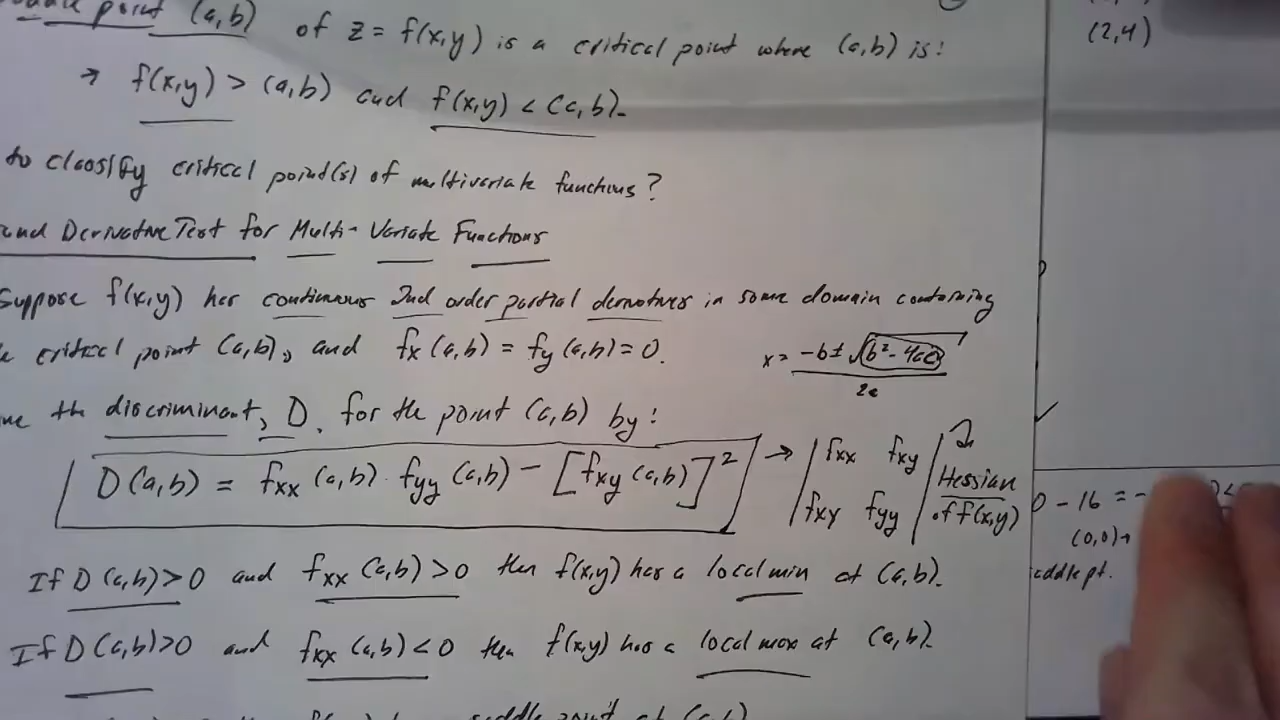 point (a,b) of z = f(x,y) is a critical point where (a,b) is:
→ f(x,y) > (a,b) and f(x,y) < (a,b).
to classify critical point(s) of multivariate functions?
Derivative Test for Multi-Variate Functions
Suppose f(x,y) has continuous 2nd order partial derivatives in some domain containing
critical point (a,b), and fx (a,b) = fy (a,b) = 0.
x = -b ± √(b² - 4ac) / 2a
the discriminant, D, for the point (a,b) by:
D(a,b) = fxx (a,b) · fyy (a,b) - [fxy (a,b)]² → | fxx fxy |
| fxy fyy |
Hessian
of f(x,y)
If D(a,b) > 0 and fxx (a,b) > 0 then f(x,y) has a local min at (a,b).
If D(a,b) > 0 and fxx (a,b) < 0 then f(x,y) has a local max at (a,b).
saddle point at (a,b)
(2,4)
0 - 16 = -
(0,0) →
saddle pt.